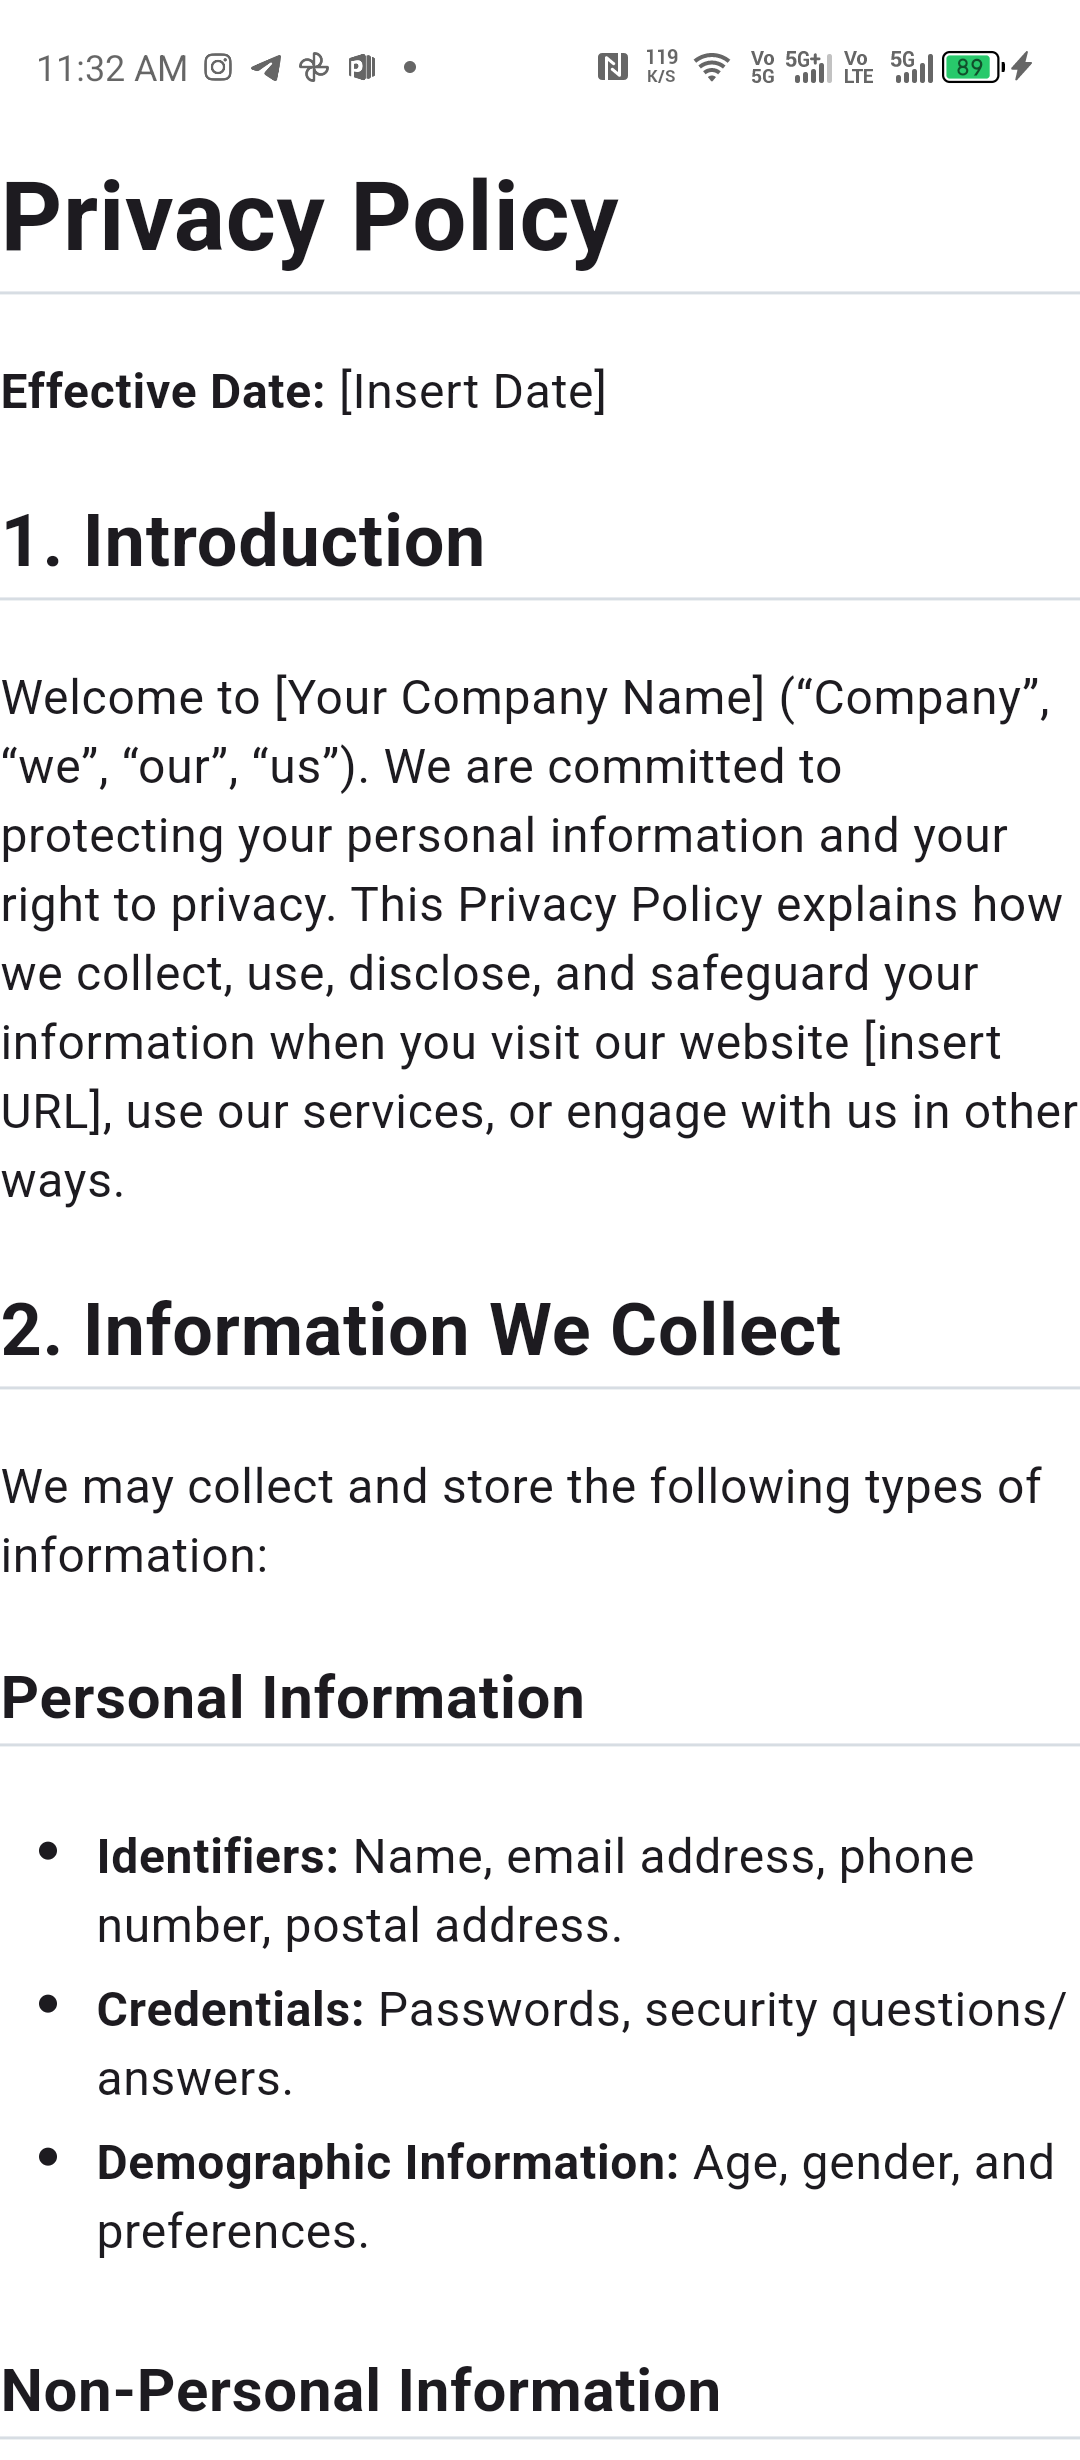 11:32 AM
119
K/S
Vo
5G
5G+
Vo
LTE
5G
89
Privacy Policy
Effective Date: [Insert Date]
1. Introduction
Welcome to [Your Company Name] (“Company”,
“we”, “our”, “us”). We are committed to
protecting your personal information and your
right to privacy. This Privacy Policy explains how
we collect, use, disclose, and safeguard your
information when you visit our website [insert
URL], use our services, or engage with us in other
ways.
2. Information We Collect
We may collect and store the following types of
information:
Personal Information
• Identifiers: Name, email address, phone
number, postal address.
• Credentials: Passwords, security questions/
answers.
• Demographic Information: Age, gender, and
preferences.
Non-Personal Information